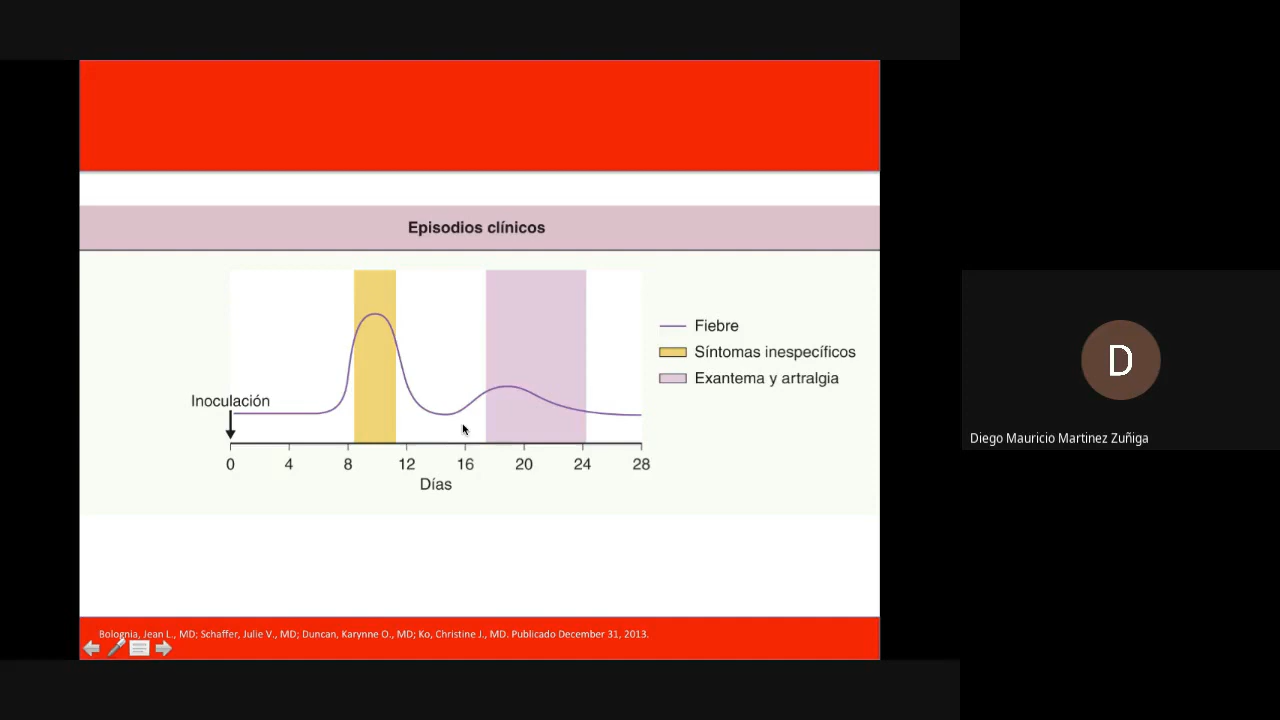 Episodios clínicos
Fiebre
Síntomas inespecíficos
Exantema y artralgia
Inoculación
0 4 8 12 16 20 24 28
Días
D
Diego Mauricio Martinez Zuñiga
Bolognia, Jean L., MD; Schaffer, Julie V., MD; Duncan, Karynne O., MD; Ko, Christine J., MD. Publicado December 31, 2013.